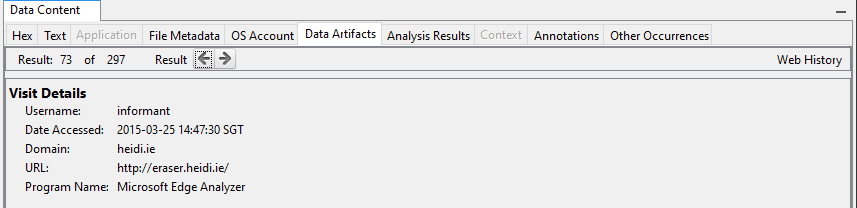 Data Content
Hex Text Application File Metadata OS Account Data Artifacts Analysis Results Context Annotations Other Occurrences
Result: 73 of 297 Result Web History
Visit Details
Username: informant
Date Accessed: 2015-03-25 14:47:30 SGT
Domain: heidi.ie
URL: http://eraser.heidi.ie/
Program Name: Microsoft Edge Analyzer